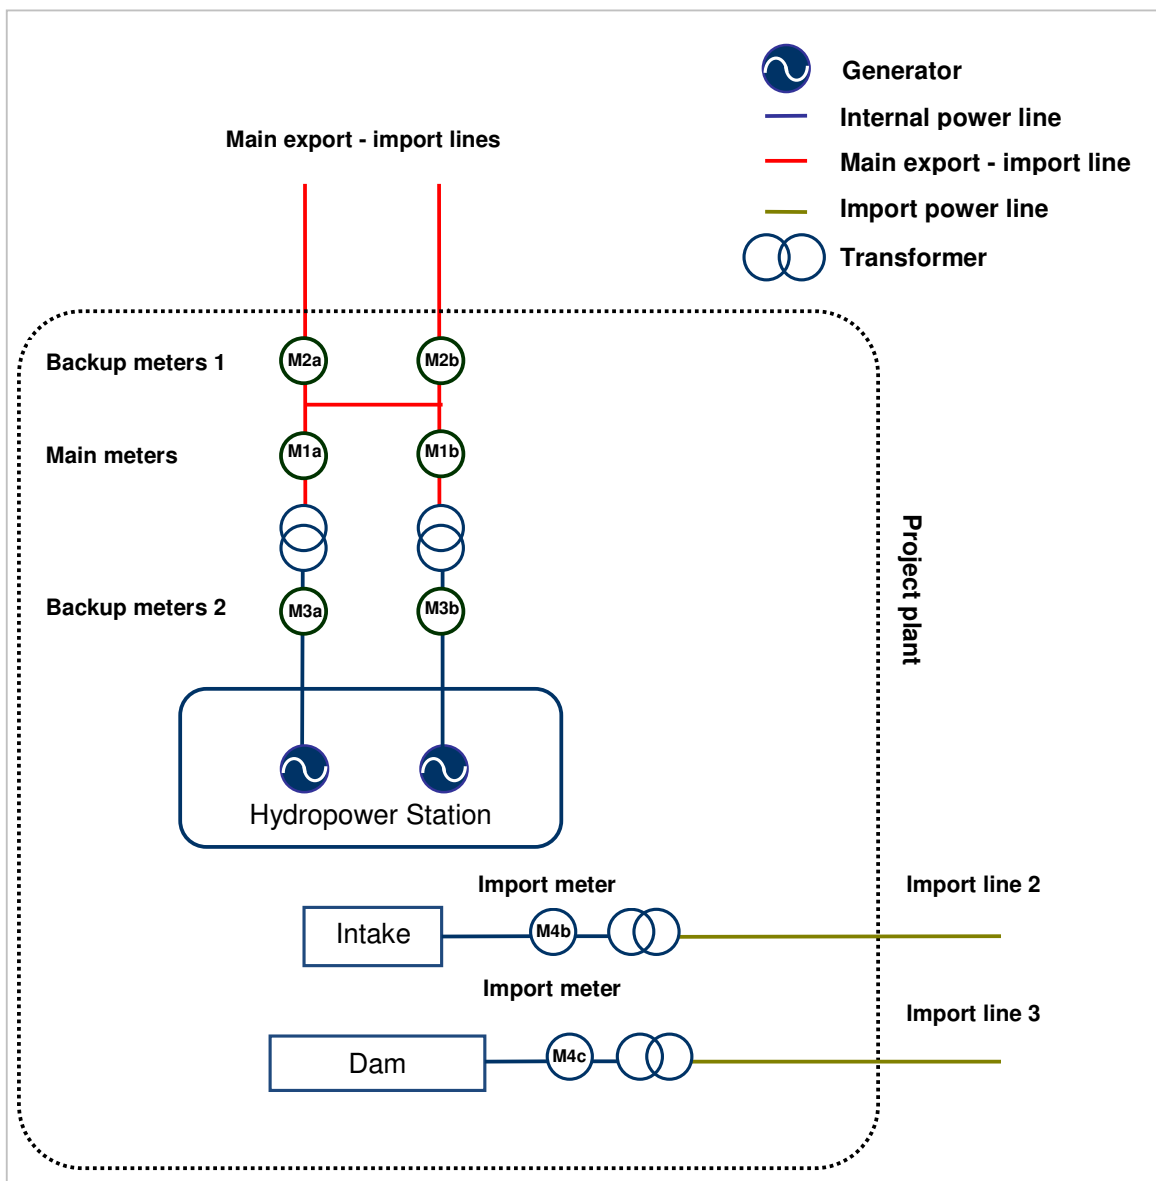 Generator
Internal power line
Main export - import lines
Main export - import line
Import power line
Transformer
Backup meters 1
M2a
M2b
Main meters
M1a
M1b
Project plant
Backup meters 2
M3a
M3b
Hydropower Station
Import meter
Import line 2
Intake
M4b
Import meter
Import line 3
Dam
M4c